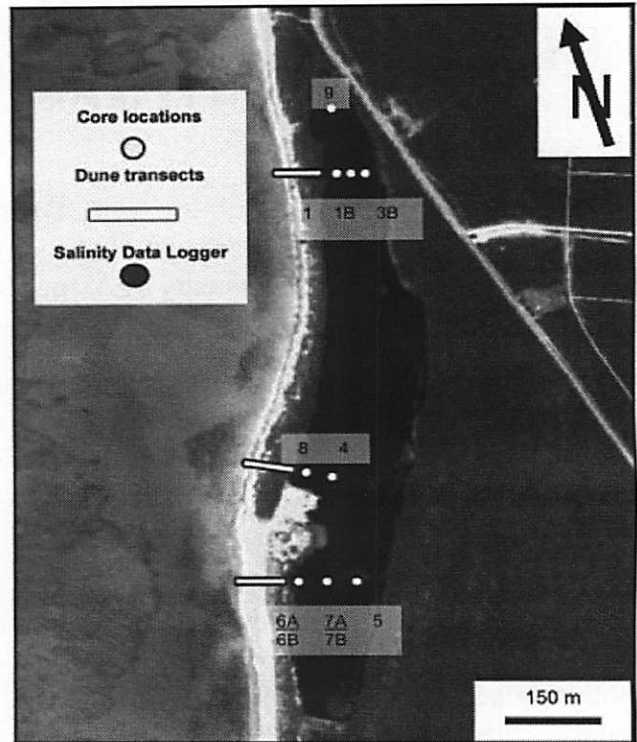 N
Core locations
Dune transects
Salinity Data Logger
9
1 1B 3B
8 4
6A 7A 5
6B 7B
150 m